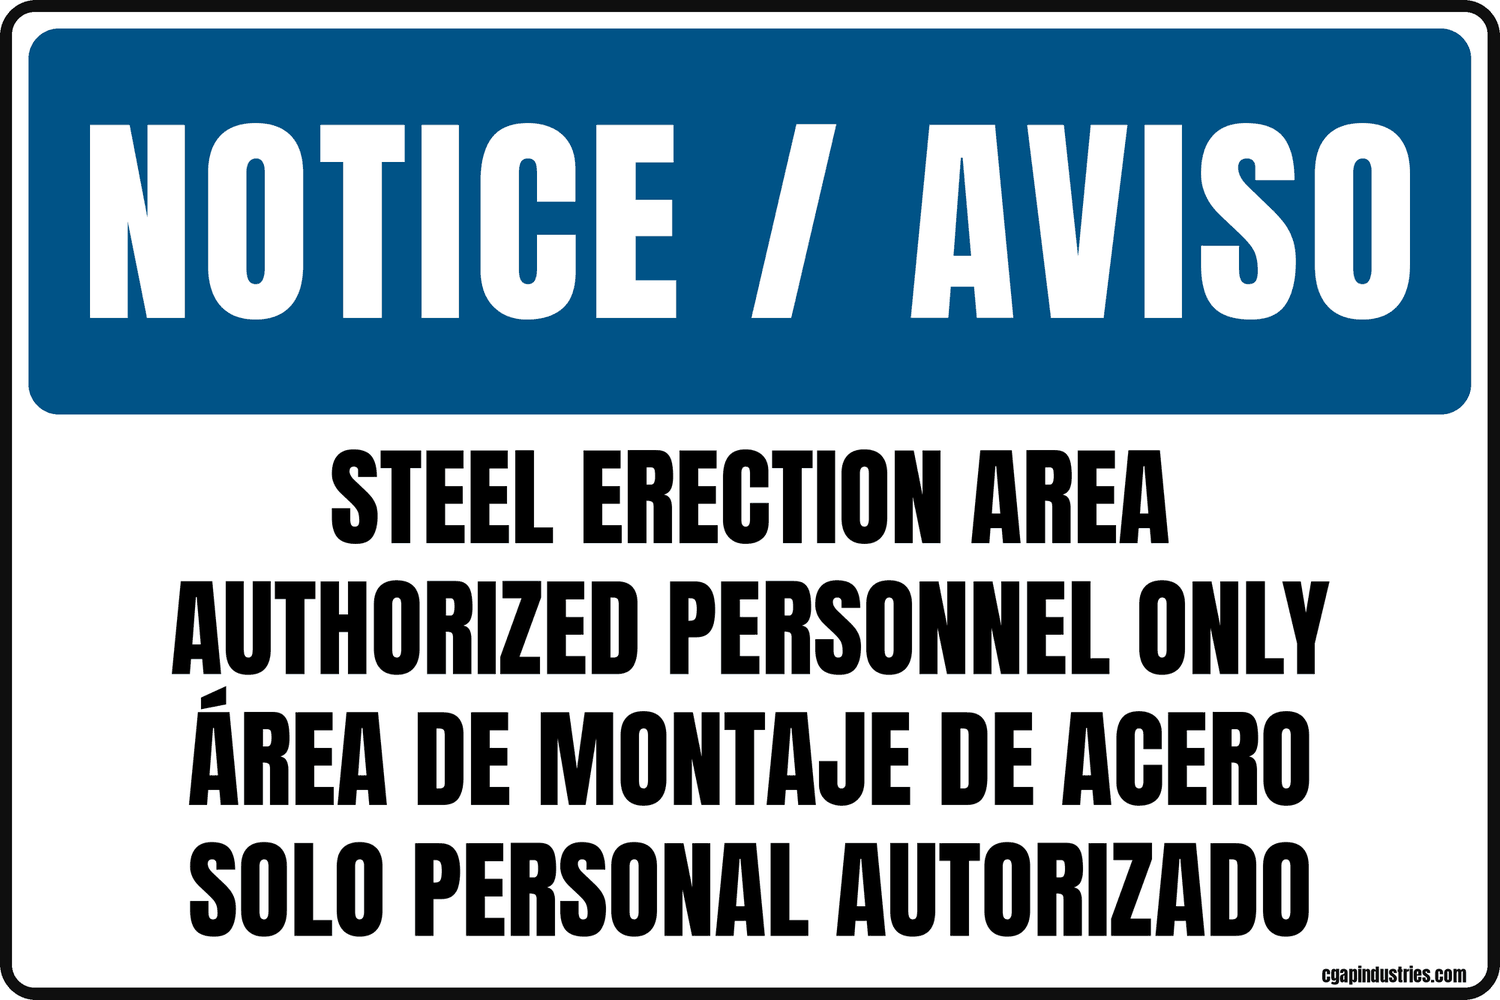 NOTICE / AVISO
STEEL ERECTION AREA
AUTHORIZED PERSONNEL ONLY
ÁREA DE MONTAJE DE ACERO
SOLO PERSONAL AUTORIZADO
cgapindustries.com